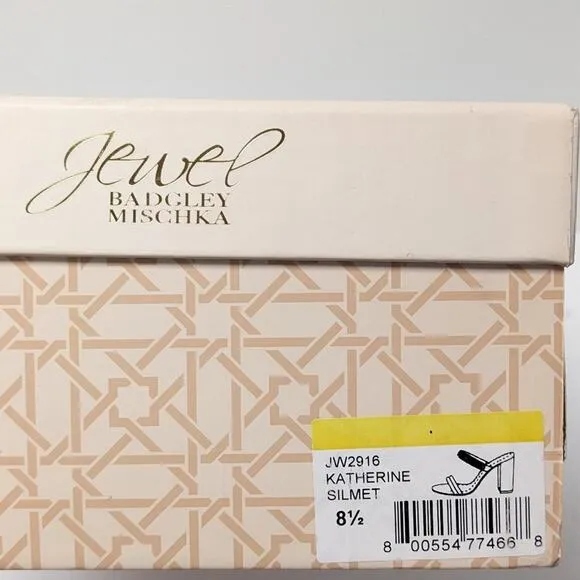 Jewel
BADGLEY
MISCHKA
JW2916
KATHERINE
SILMET
8½
8 00554 77466 8